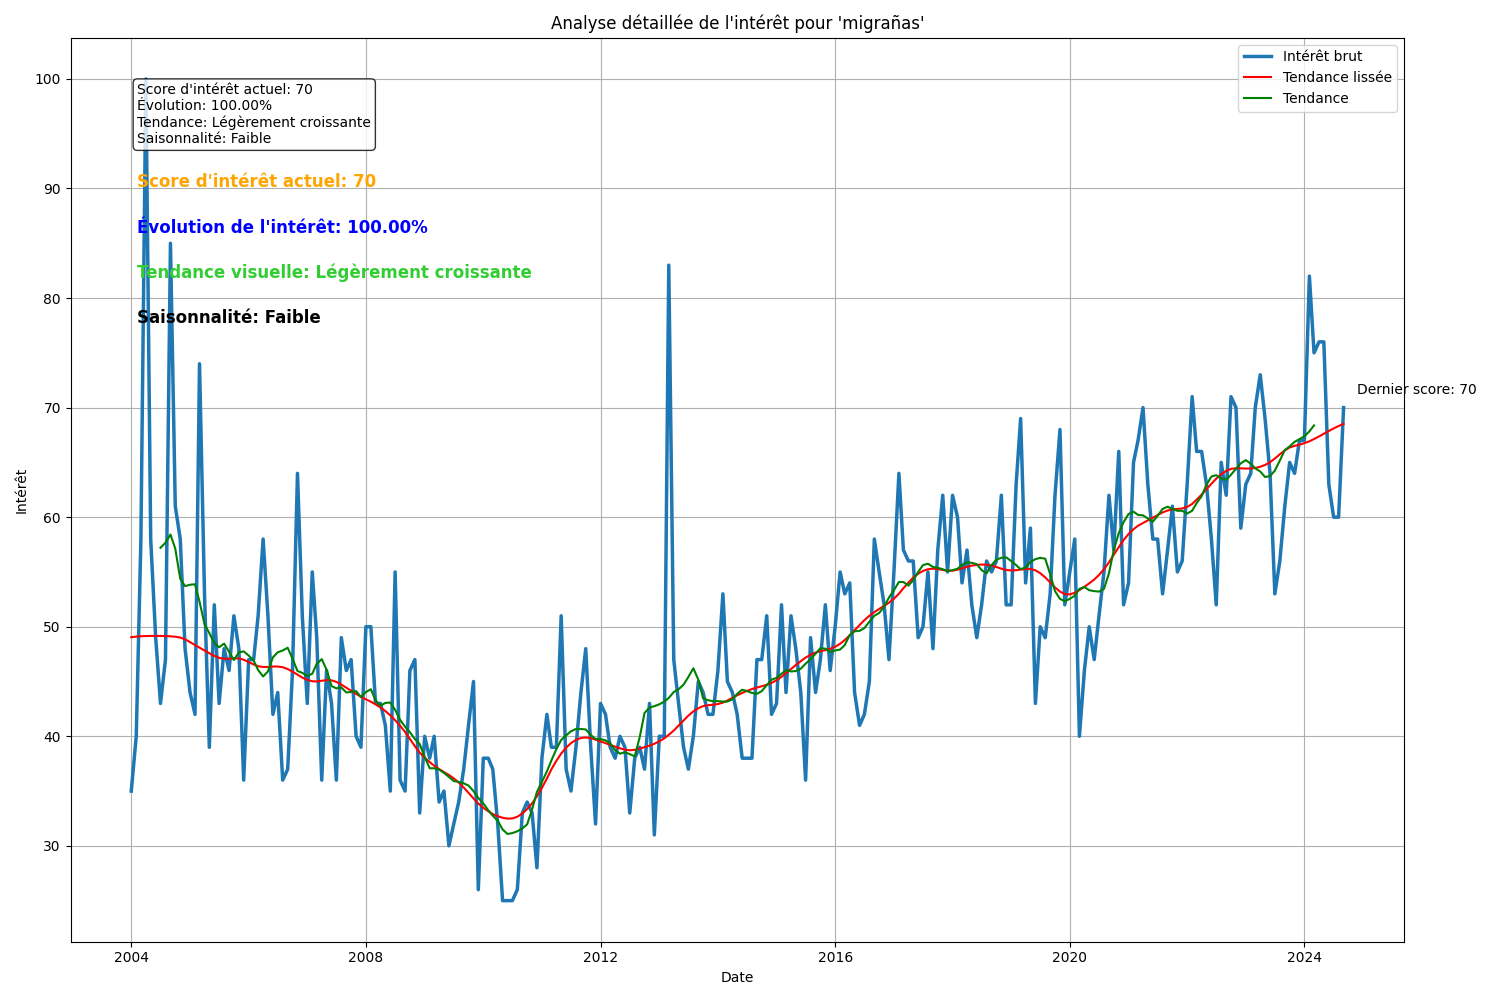 Analyse détaillée de l'intérêt pour 'migrañas'
Intérêt brut
Tendance lissée
Tendance
Score d'intérêt actuel: 70
Évolution: 100.00%
Tendance: Légèrement croissante
Saisonnalité: Faible
Score d'intérêt actuel: 70
Évolution de l'intérêt: 100.00%
Tendance visuelle: Légèrement croissante
Saisonnalité: Faible
Dernier score: 70
Intérêt
100
90
80
70
60
50
40
30
2004
2008
2012
2016
2020
2024
Date